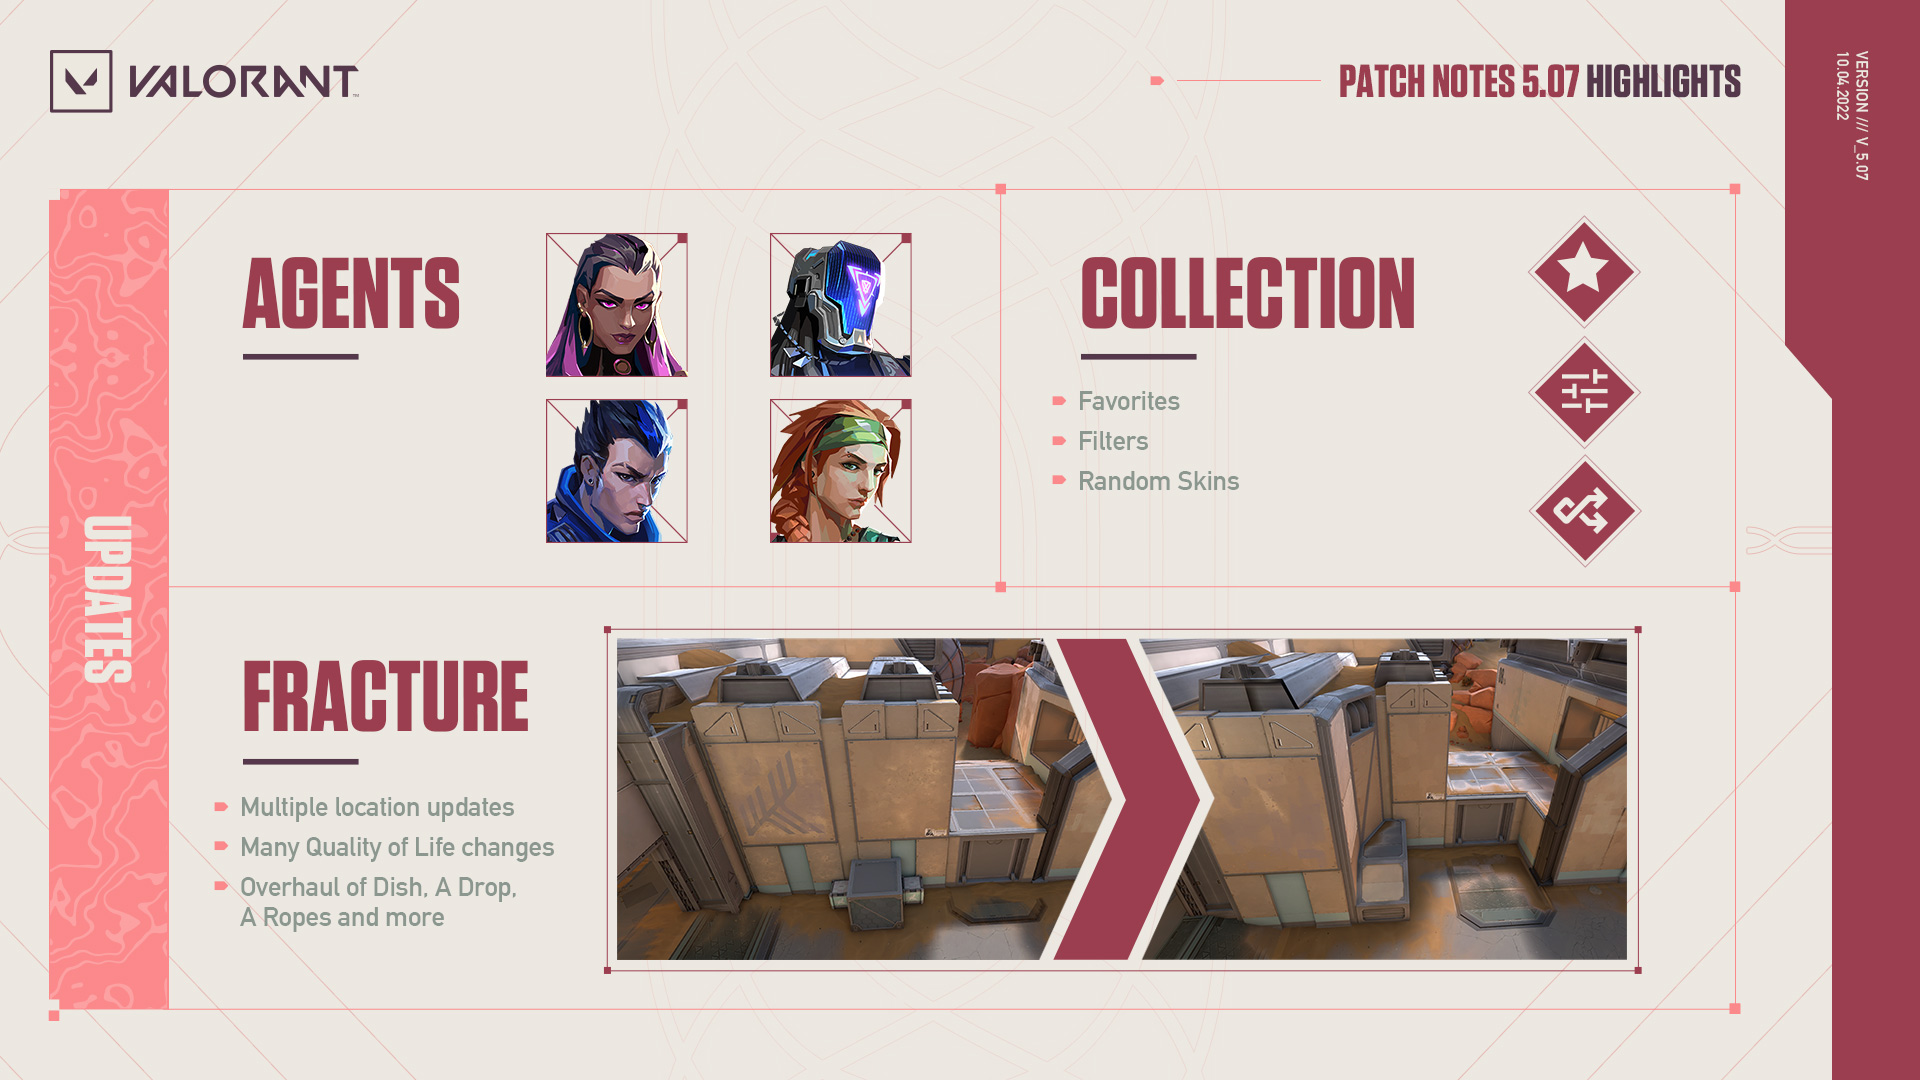 VALORANT™
PATCH NOTES 5.07 HIGHLIGHTS
VERSION /// V_5.07
10.04.2022
UPDATES
AGENTS
COLLECTION
Favorites
Filters
Random Skins
FRACTURE
Multiple location updates
Many Quality of Life changes
Overhaul of Dish, A Drop,
A Ropes and more